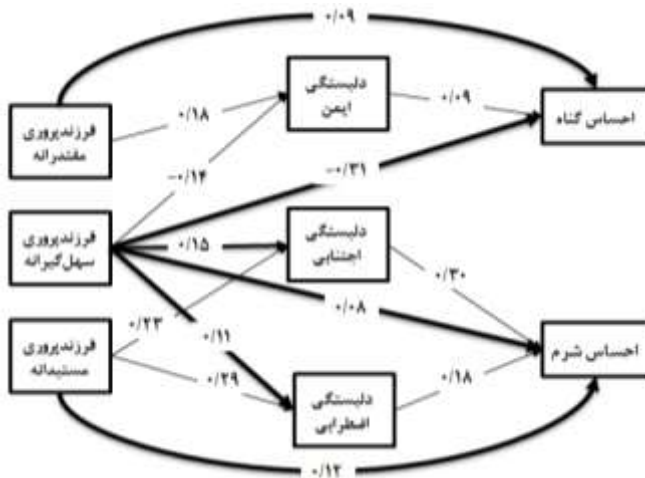 ۰/۰۹
دلبستگی
ایمن
فرزندپروری
مقتدرانه
۰/۱۸
۰/۰۹
احساس گناه
-۰/۱۴
-۰/۳۱
فرزندپروری
سهل‌گیرانه
۰/۱۵
دلبستگی
اجتنابی
۰/۳۰
۰/۰۸
۰/۲۳
۰/۱۱
فرزندپروری
مستبدانه
احساس شرم
۰/۲۹
دلبستگی
اضطرابی
۰/۱۸
۰/۱۲